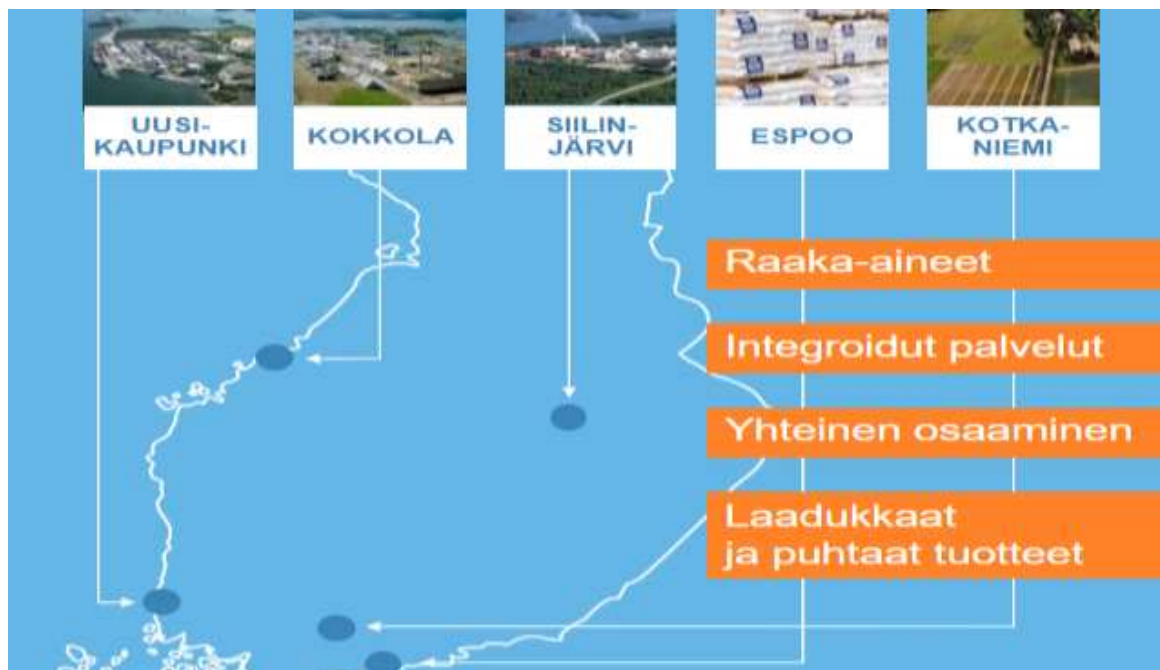 UUSI-
KAUPUNKI
KOKKOLA
SIILIN-
JÄRVI
ESPOO
KOTKA-
NIEMI
Raaka-aineet
Integroidut palvelut
Yhteinen osaaminen
Laadukkaat
ja puhtaat tuotteet